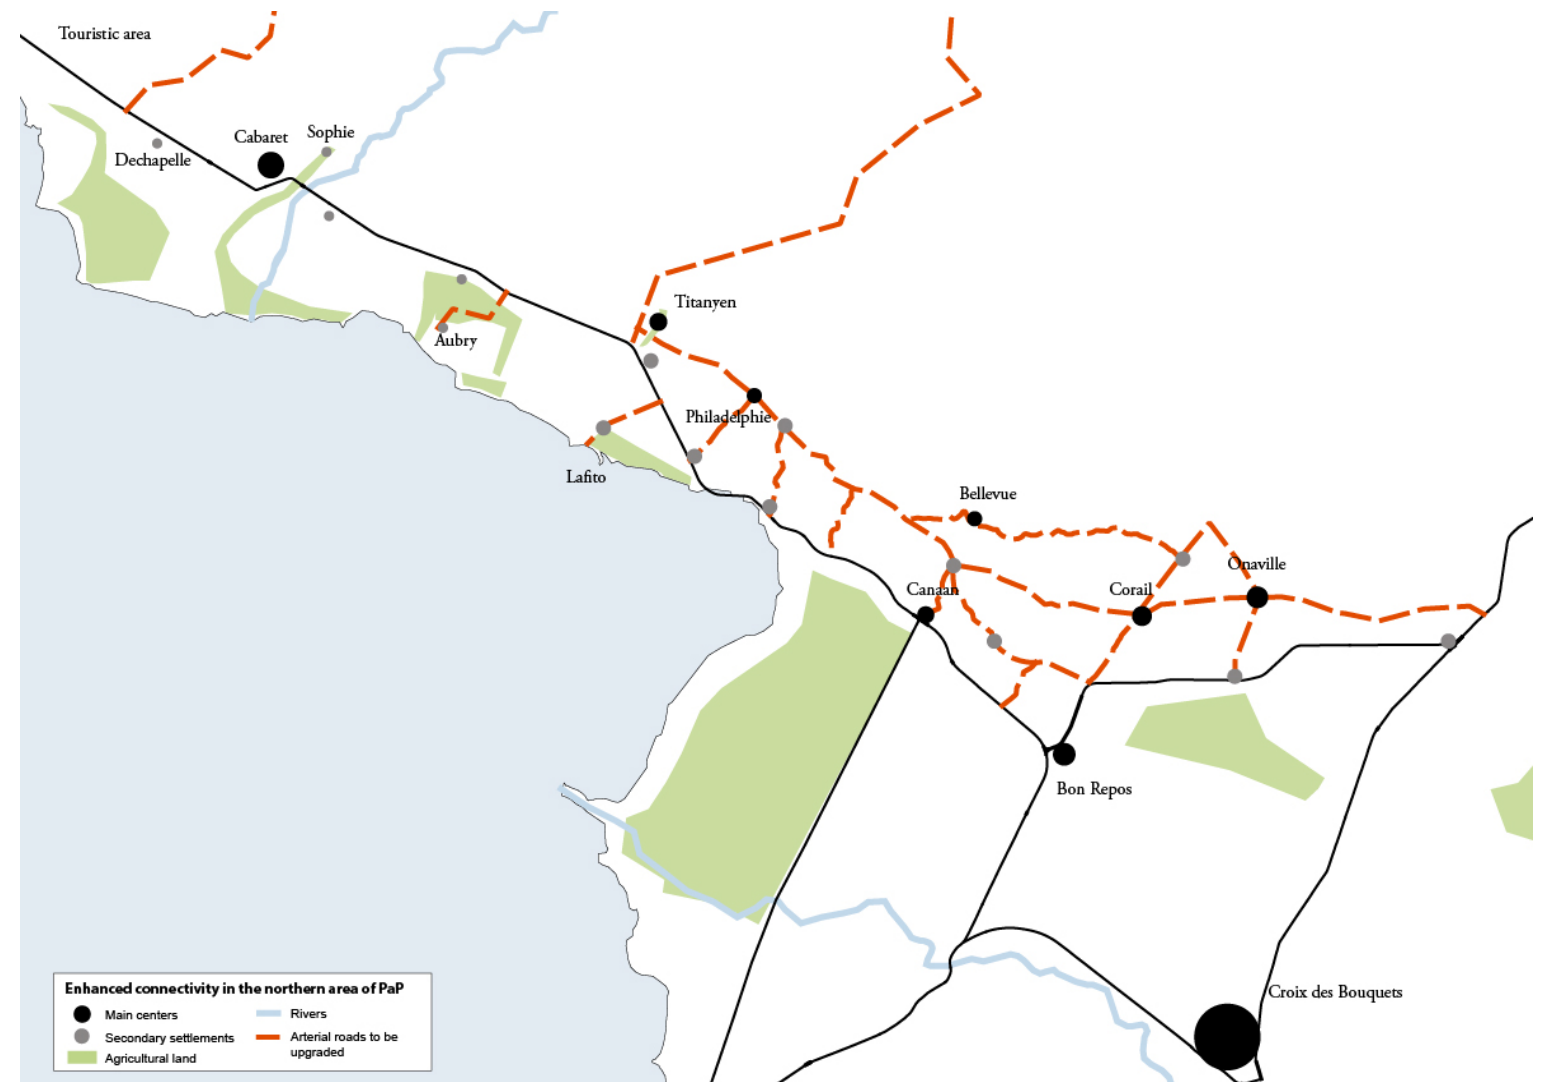 Touristic area
Cabaret
Sophie
Dechapelle
Titanyen
Aubry
Philadelphie
Lafito
Bellevue
Onaville
Canaan
Corail
Bon Repos
Croix des Bouquets
Enhanced connectivity in the northern area of PaP
Main centers
Secondary settlements
Agricultural land
Rivers
Arterial roads to be
upgraded